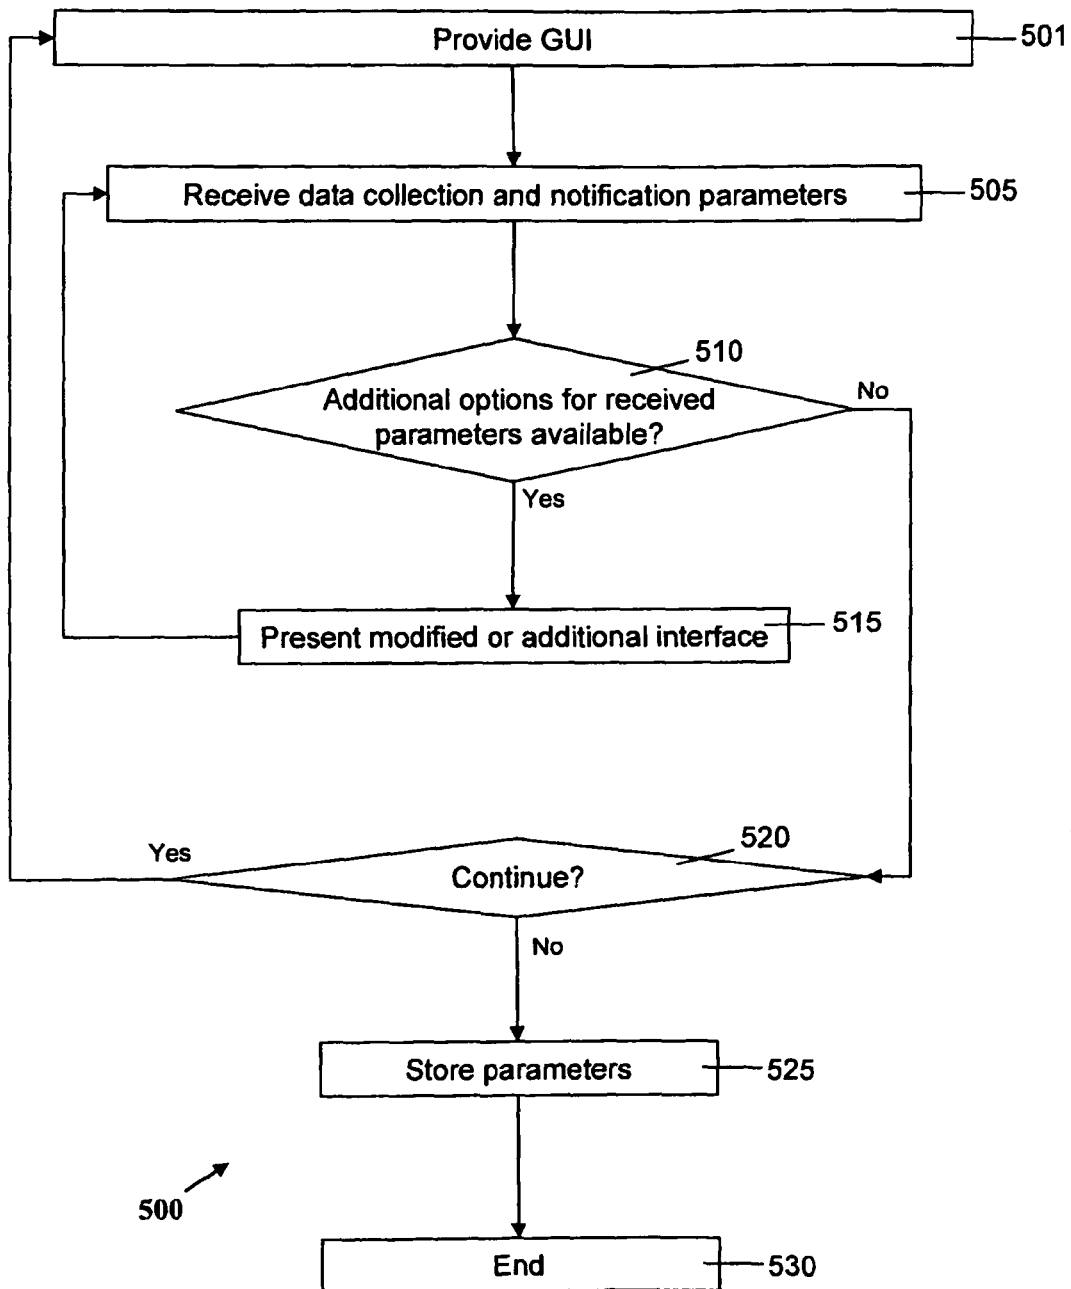 Provide GUI
501
Receive data collection and notification parameters
505
510
Additional options for received
parameters available?
No
Yes
Present modified or additional interface
515
520
Yes
Continue?
No
Store parameters
525
500
End
530